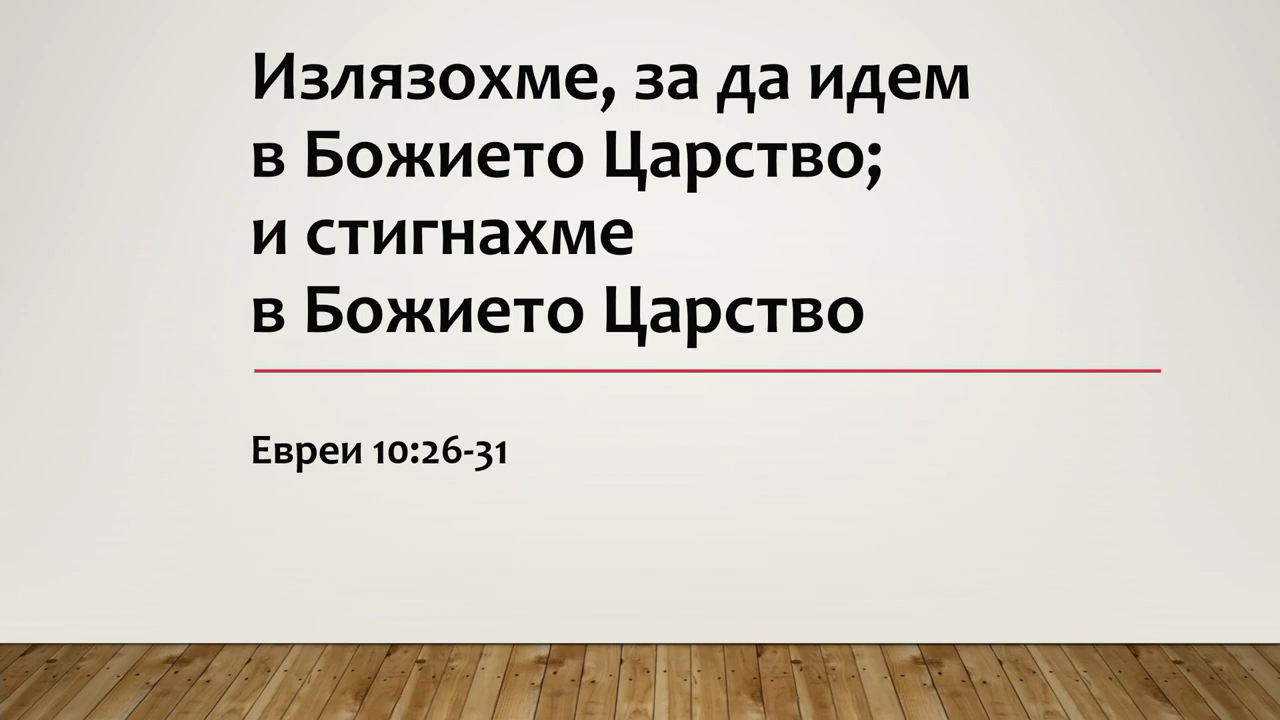 Излязохме, за да идем
в Божието Царство;
и стигнахме
в Божието Царство
Евреи 10:26-31